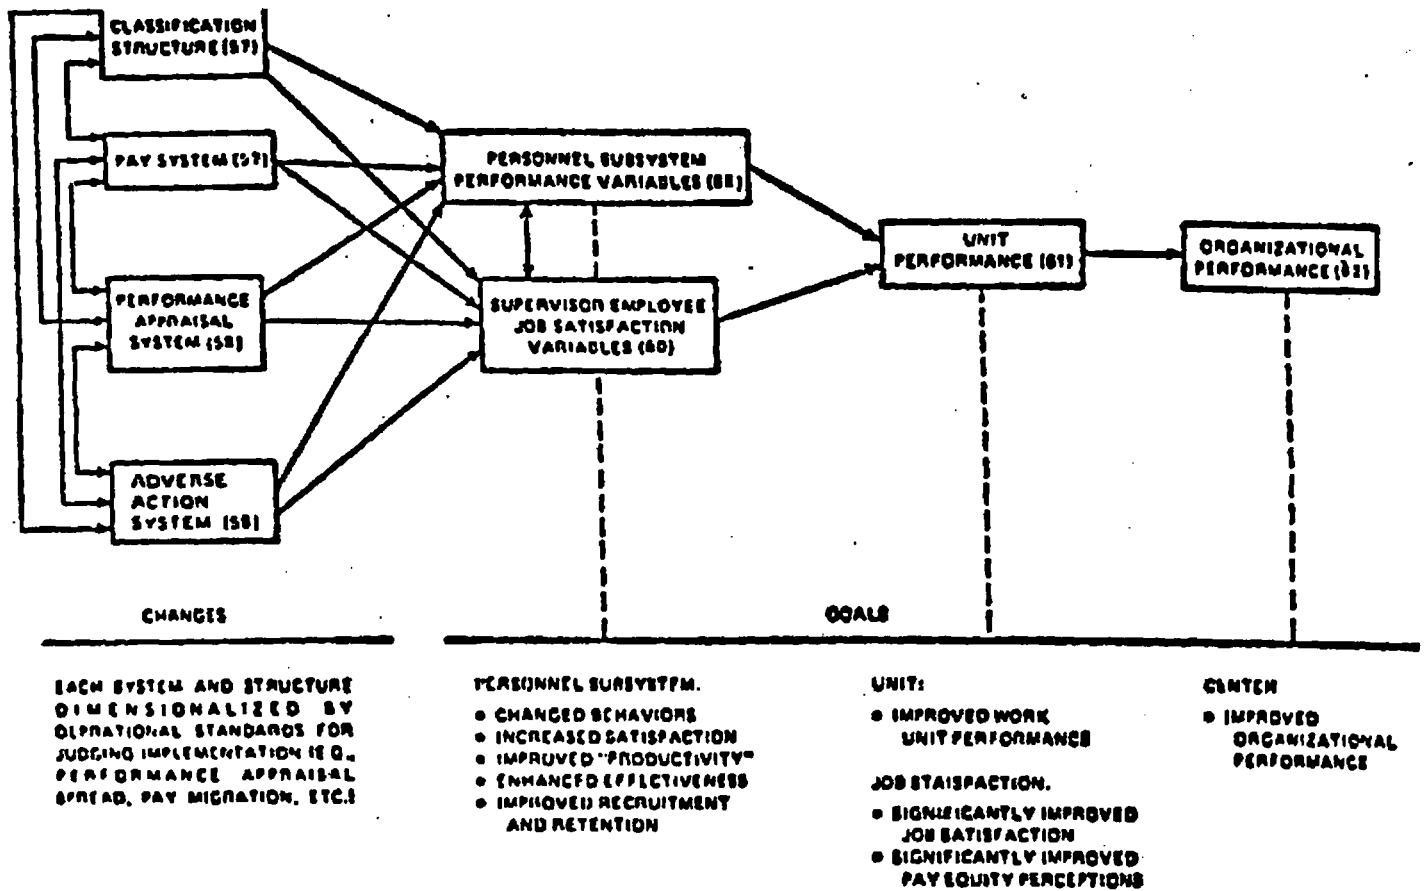 CLASSIFICATION
STRUCTURE (57)
PAY SYSTEM (57)
PERFORMANCE
APPRAISAL
SYSTEM (58)
ADVERSE
ACTION
SYSTEM (58)
PERSONNEL SUBSYSTEM
PERFORMANCE VARIABLES
SUPERVISOR EMPLOYEE
JOB SATISFACTION
VARIABLES (60)
UNIT
PERFORMANCE (61)
ORGANIZATIONAL
PERFORMANCE
CHANGES
EACH SYSTEM AND STRUCTURE
DIMENSIONALIZED BY
OPERATIONAL STANDARDS FOR
JUDGING IMPLEMENTATION (E.G.,
PERFORMANCE APPRAISAL
SPREAD, PAY MIGRATION, ETC.)
GOALS
PERSONNEL SUBSYSTEM.
• CHANGED BEHAVIORS
• INCREASED SATISFACTION
• IMPROVED "PRODUCTIVITY"
• ENHANCED EFFECTIVENESS
• IMPROVED RECRUITMENT
AND RETENTION
UNIT:
• IMPROVED WORK
UNIT PERFORMANCE
JOB STAISFACTION.
• SIGNIFICANTLY IMPROVED
JOB SATISFACTION
• SIGNIFICANTLY IMPROVED
PAY EQUITY PERCEPTIONS
CENTER
• IMPROVED
ORGANIZATIONAL
PERFORMANCE